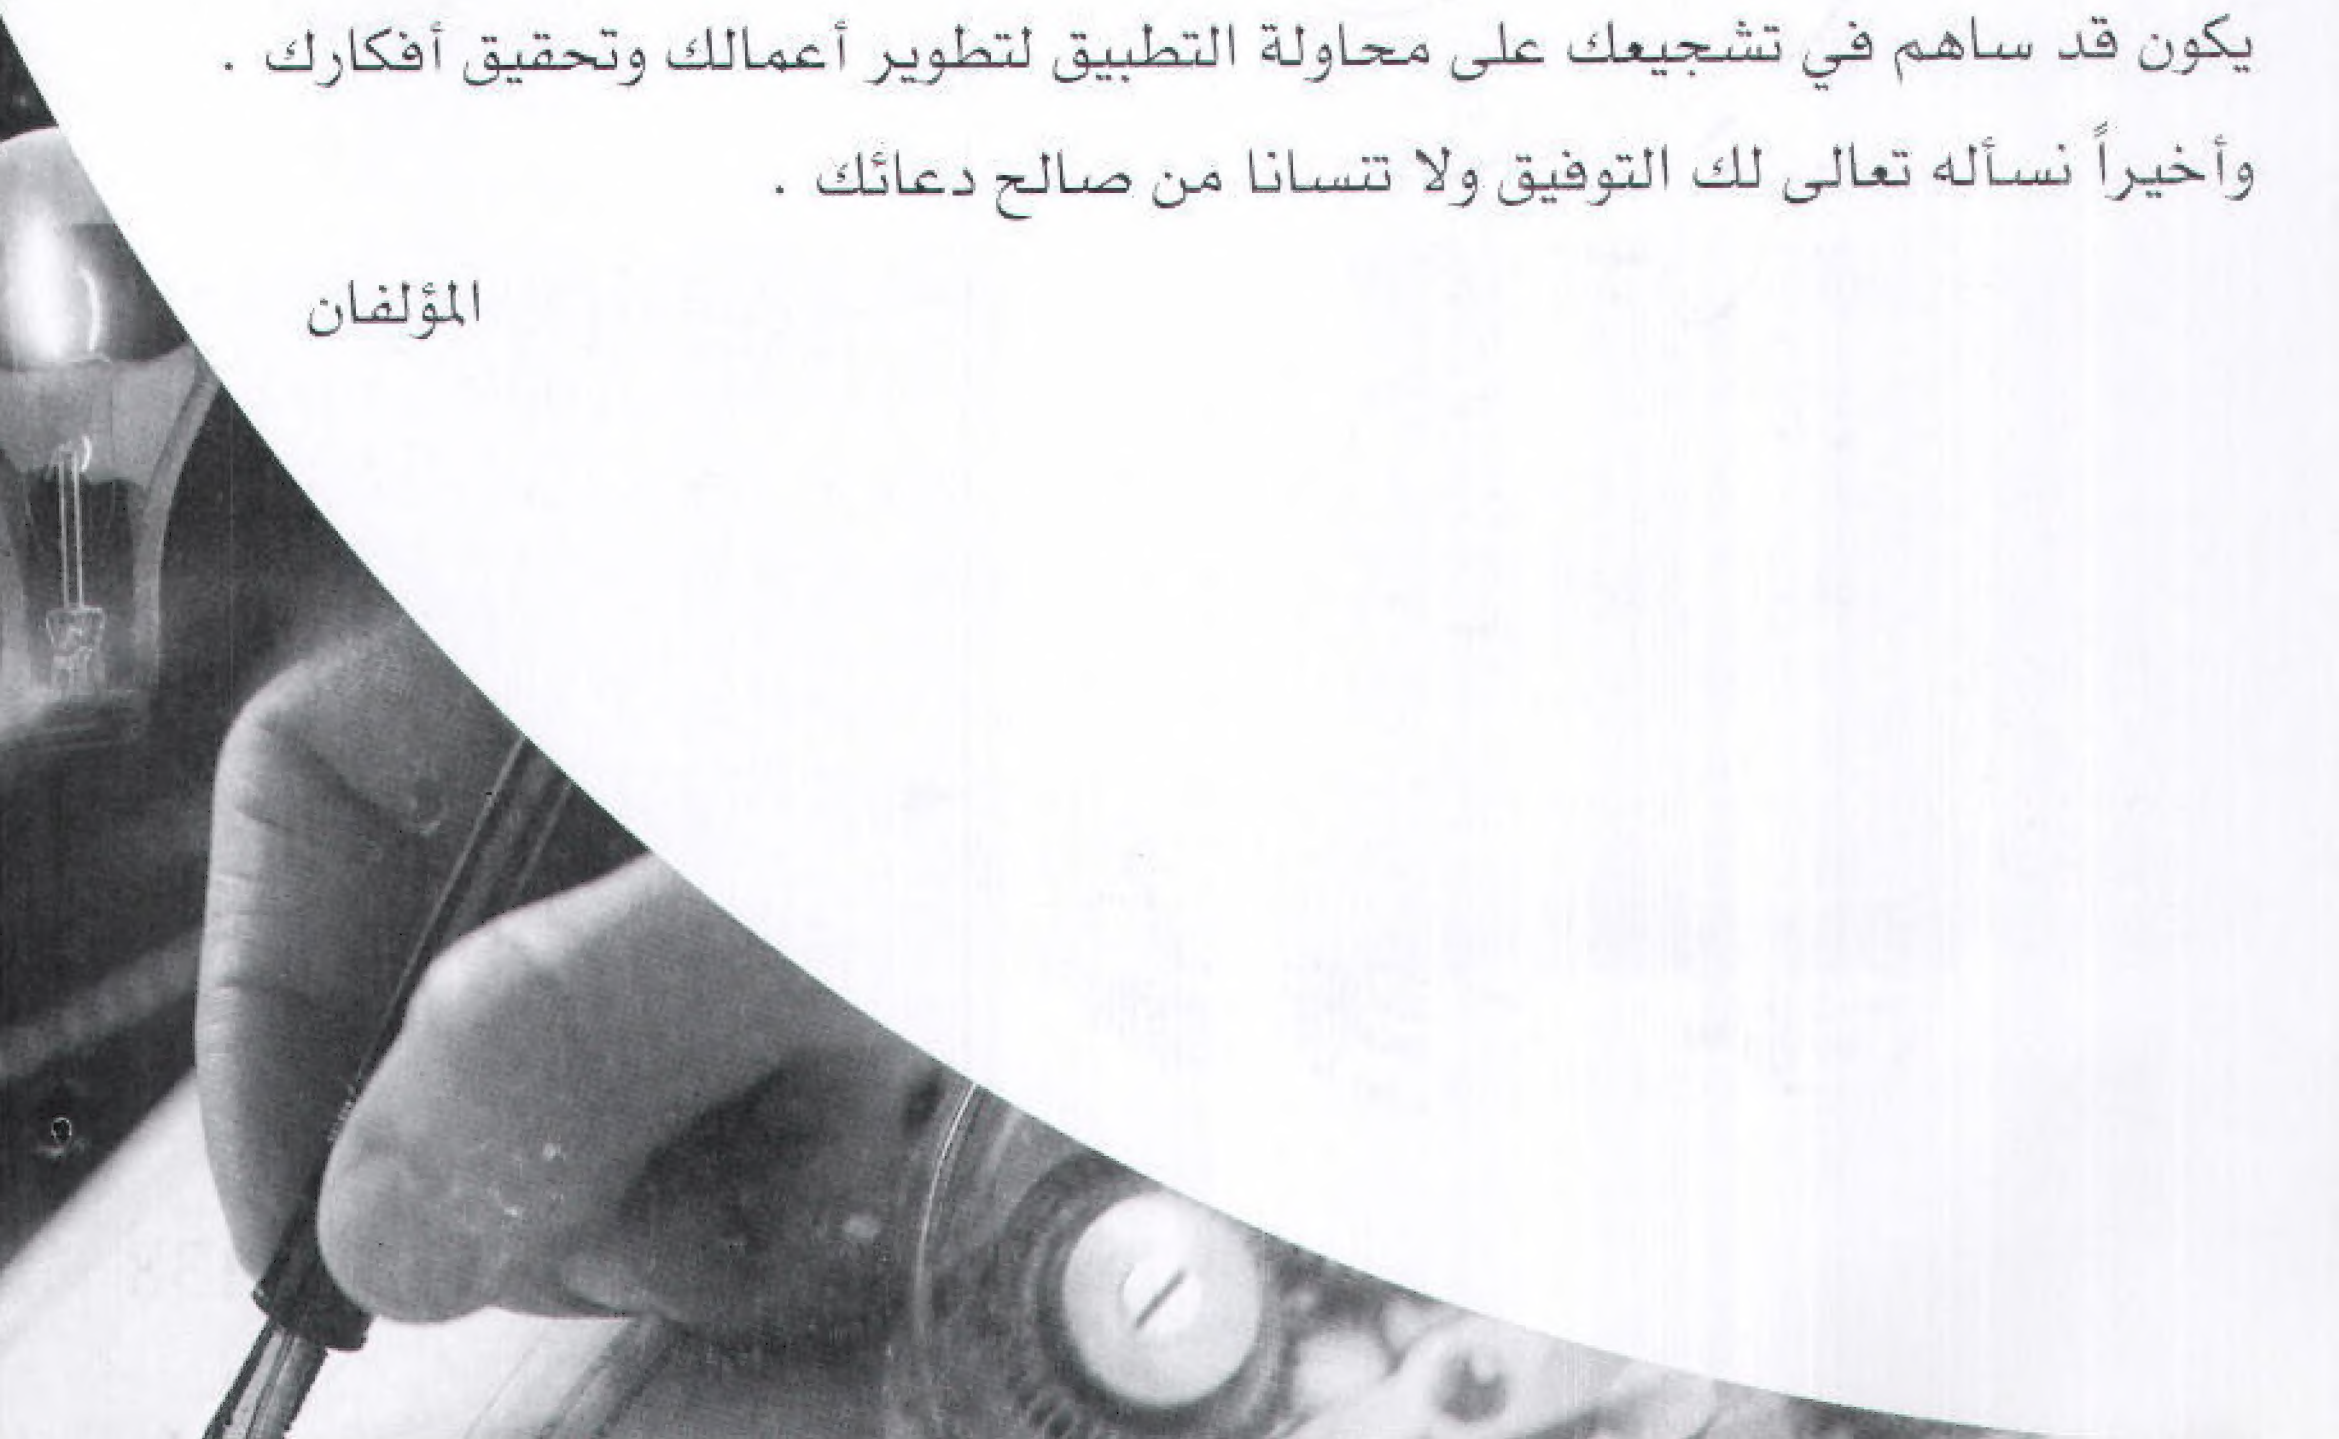 يكون قد ساهم في تشجيعك على محاولة التطبيق لتطوير أعمالك وتحقيق أفكارك .
وأخيراً نسأله تعالى لك التوفيق ولا تنسانا من صالح دعائك .
المؤلفان